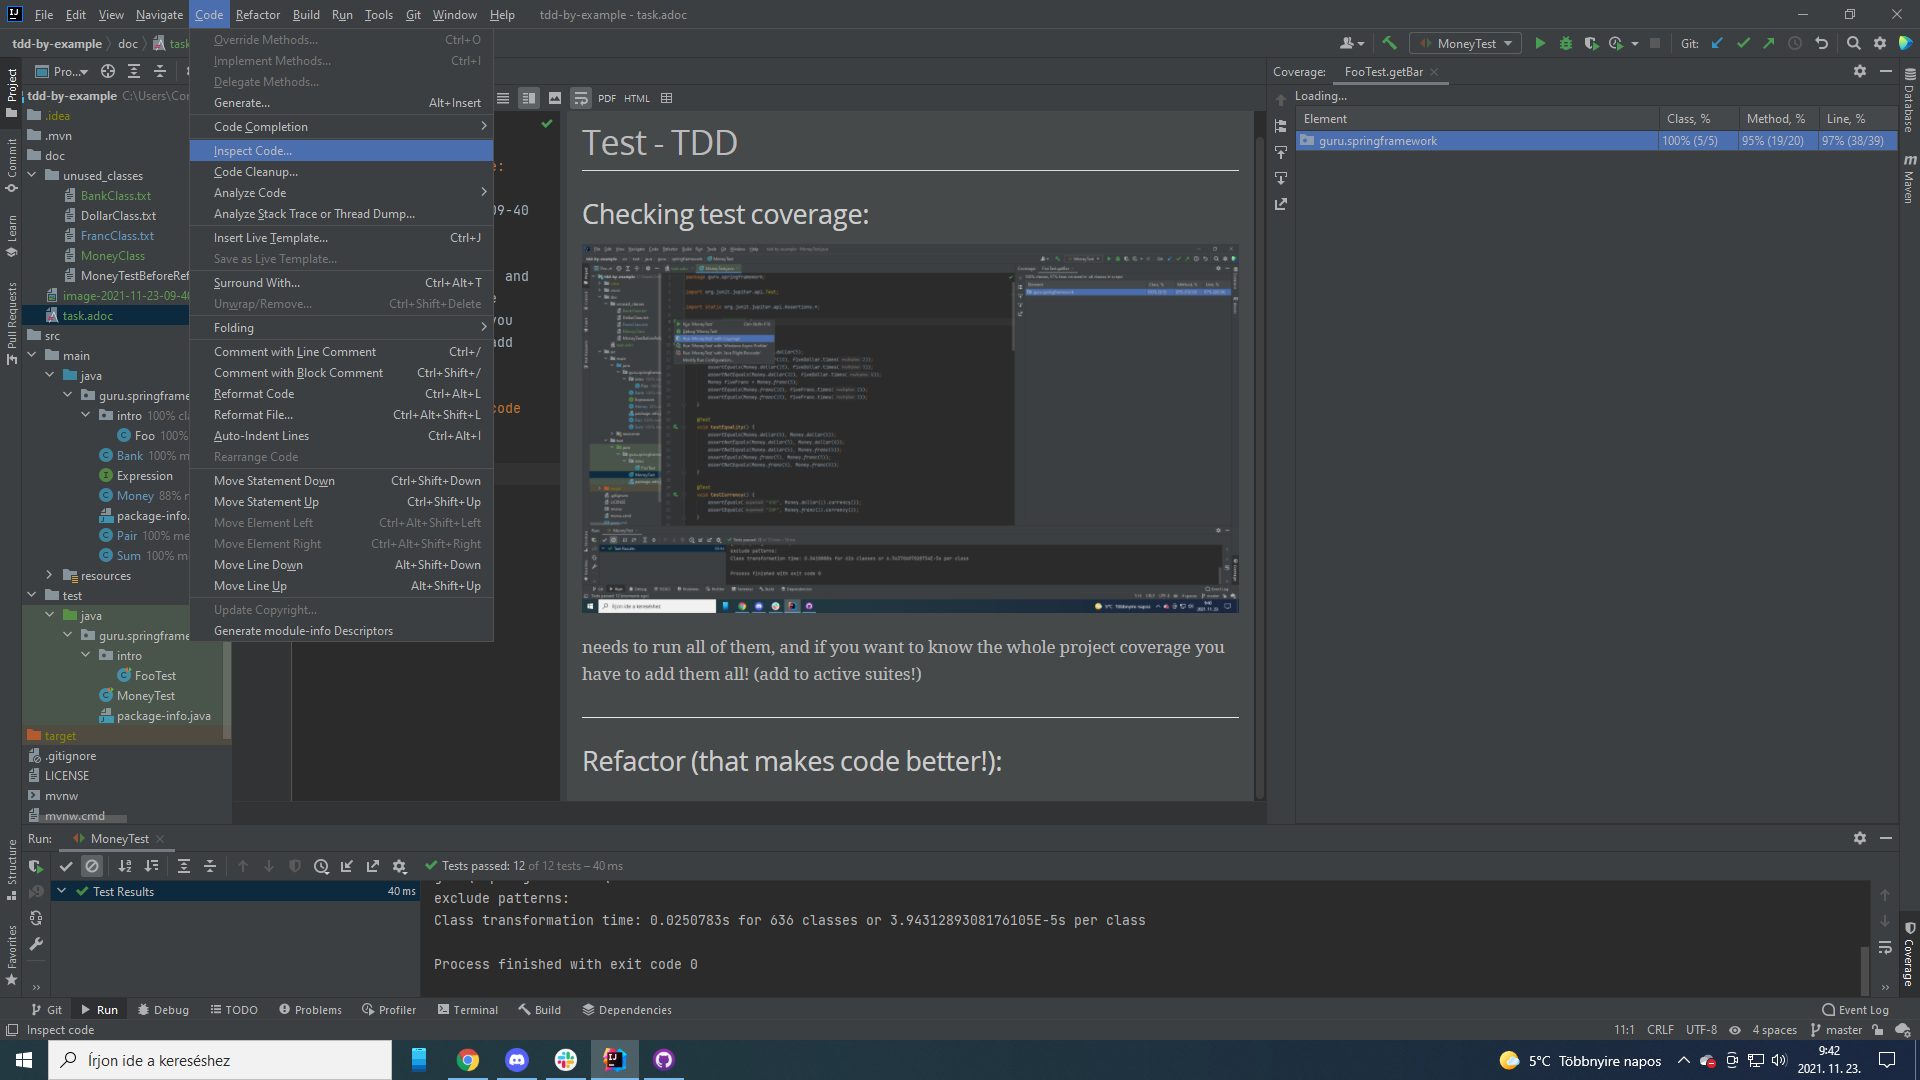 File Edit View Navigate Code Refactor Build Run Tools Git Window Help tdd-by-example - task.adoc
tdd-by-example doc task
MoneyTest Git:
Project
Commit
Learn
Pull Requests
Structure
Favorites
Pro...
tdd-by-example
.idea
.mvn
doc
unused_classes
BankClass.txt
DollarClass.txt
FrancClass.txt
MoneyClass
MoneyTestBeforeRef
image-2021-11-23-09-40
task.adoc
src
main
java
guru.springframe
intro 100% cl
Foo 100%
Bank 100% m
Expression
Money 88% m
package-info.
Pair 100% me
Sum 100% m
resources
test
java
guru.springframe
intro
FooTest
MoneyTest
package-info.java
target
.gitignore
LICENSE
mvnw
mvnw.cmd
Override Methods... Ctrl+O
Implement Methods... Ctrl+I
Delegate Methods...
Generate... Alt+Insert
Code Completion
Inspect Code...
Code Cleanup...
Analyze Code
Analyze Stack Trace or Thread Dump...
Insert Live Template... Ctrl+J
Save as Live Template...
Surround With... Ctrl+Alt+T
Unwrap/Remove... Ctrl+Shift+Delete
Folding
Comment with Line Comment Ctrl+/
Comment with Block Comment Ctrl+Shift+/
Reformat Code Ctrl+Alt+L
Reformat File... Ctrl+Alt+Shift+L
Auto-Indent Lines Ctrl+Alt+I
Rearrange Code
Move Statement Down Ctrl+Shift+Down
Move Statement Up Ctrl+Shift+Up
Move Element Left Ctrl+Alt+Shift+Left
Move Element Right Ctrl+Alt+Shift+Right
Move Line Down Alt+Shift+Down
Move Line Up Alt+Shift+Up
Update Copyright...
Generate module-info Descriptors
09-40
and
you
add
code
PDF HTML
Test - TDD
Checking test coverage:
needs to run all of them, and if you want to know the whole project coverage you
have to add them all! (add to active suites!)
Refactor (that makes code better!):
Coverage: FooTest.getBar
Loading...
Element Class, % Method, % Line, %
guru.springframework 100% (5/5) 95% (19/20) 97% (38/39)
Database
Maven
Coverage
Run: MoneyTest
Tests passed: 12 of 12 tests – 40 ms
Test Results 40 ms
exclude patterns:
Class transformation time: 0.0250783s for 636 classes or 3.9431289308176105E-5s per class
Process finished with exit code 0
Git Run Debug TODO Problems Profiler Terminal Build Dependencies Event Log
Inspect code 11:1 CRLF UTF-8 4 spaces master
Írjon ide a kereséshez
5°C Többnyire napos
9:42
2021. 11. 23.